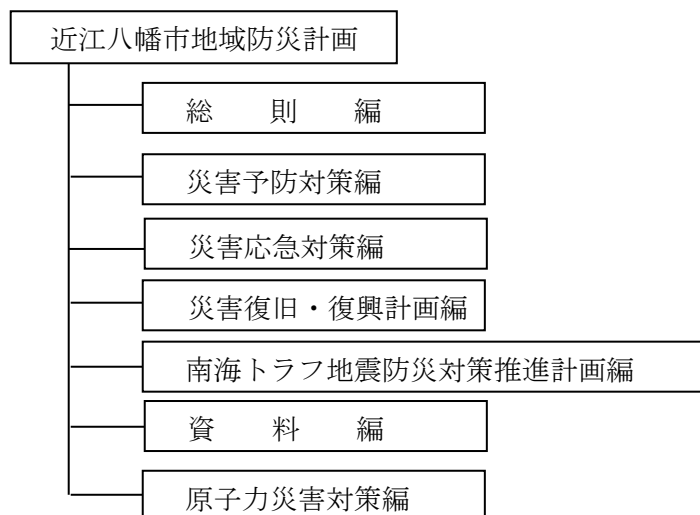 近江八幡市地域防災計画
総　則　編
災害予防対策編
災害応急対策編
災害復旧・復興計画編
南海トラフ地震防災対策推進計画編
資　料　編
原子力災害対策編